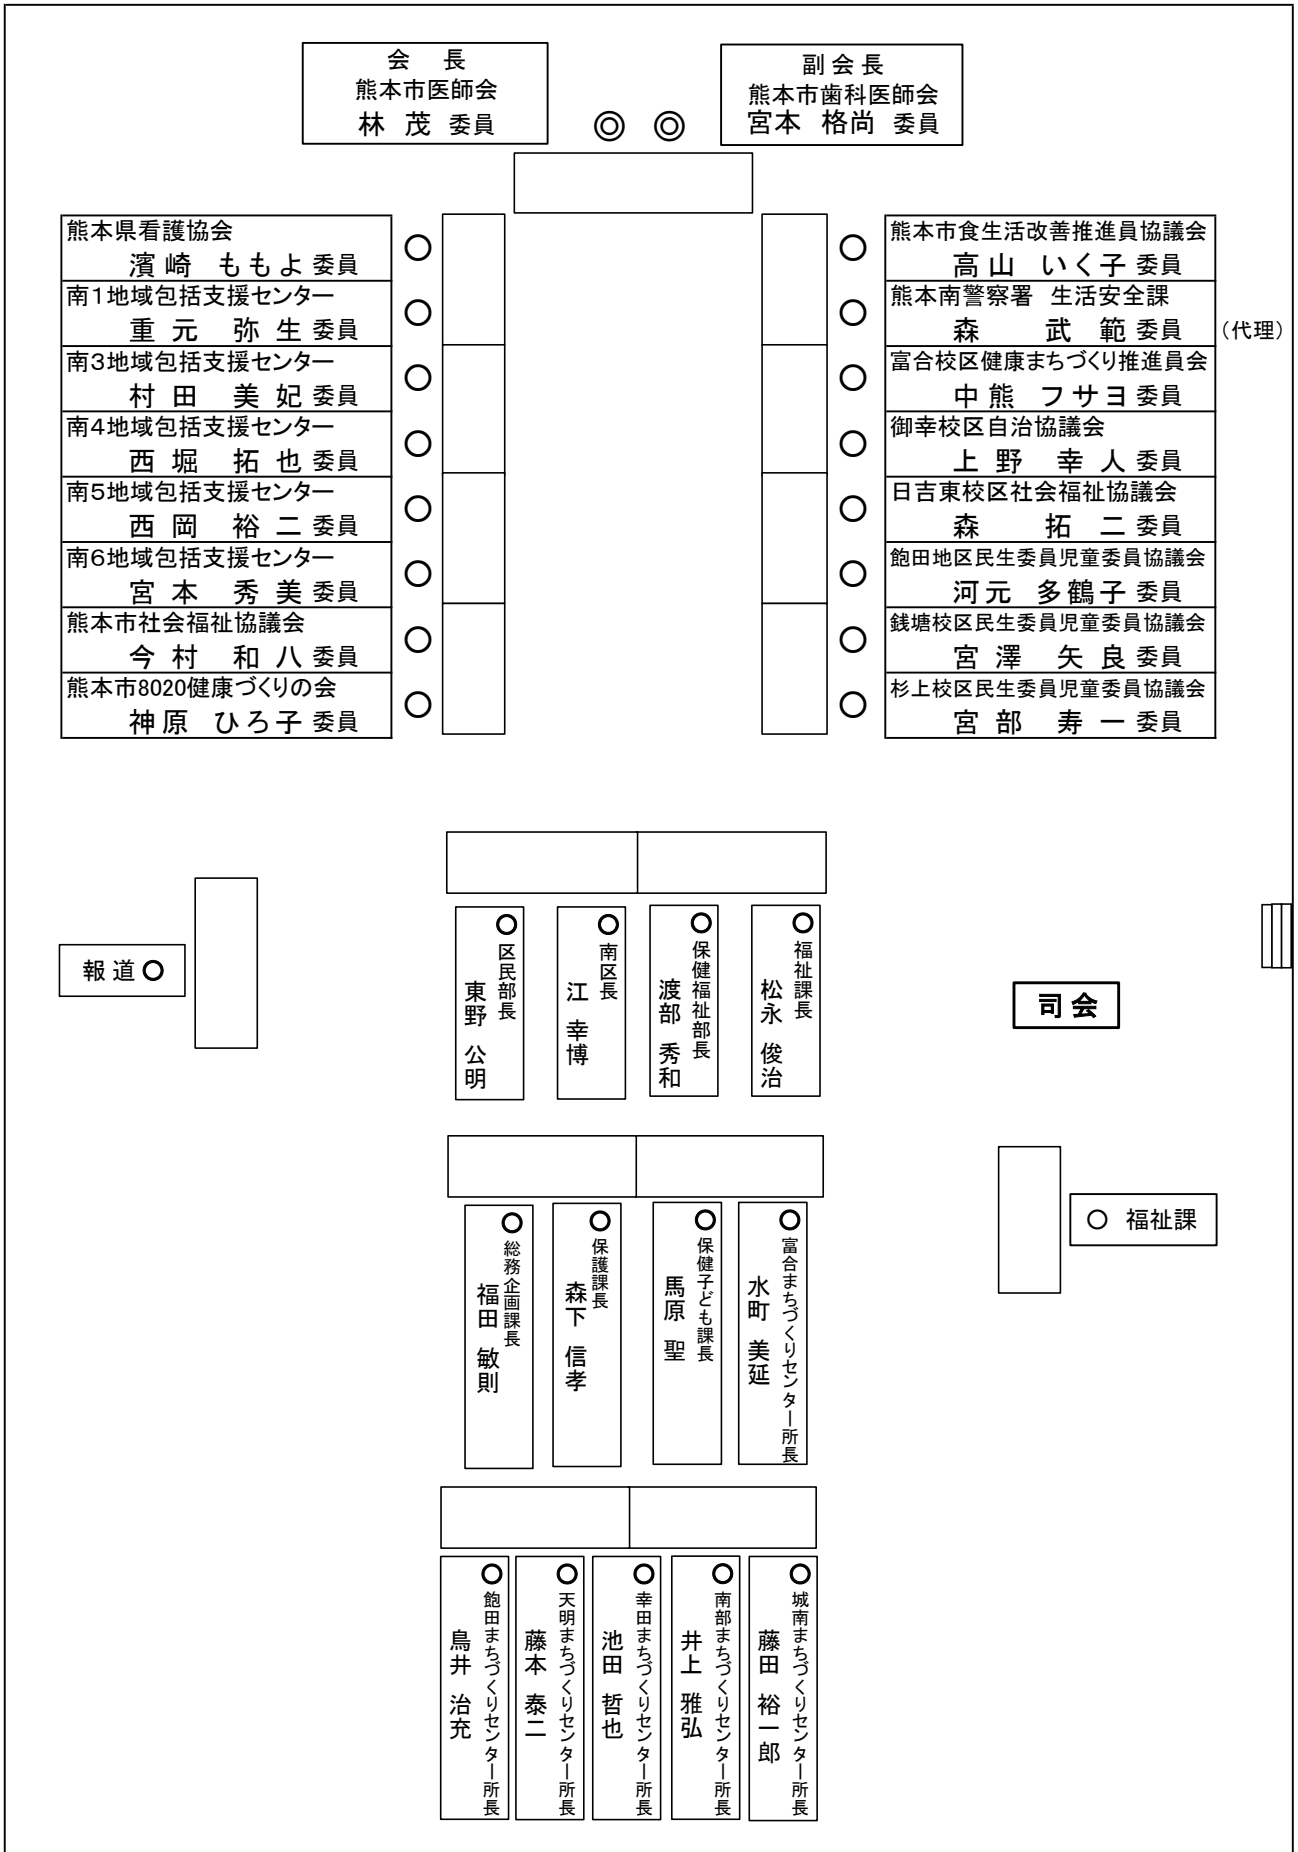 会　長
熊本市医師会
林　茂 委員
副 会 長
熊本市歯科医師会
宮本　格尚 委員
熊本県看護協会
濱崎　ももよ 委員
南1地域包括支援センター
重元　弥生 委員
南3地域包括支援センター
村田　美妃 委員
南4地域包括支援センター
西堀　拓也 委員
南5地域包括支援センター
西岡　裕二 委員
南6地域包括支援センター
宮本　秀美 委員
熊本市社会福祉協議会
今村　和八 委員
熊本市8020健康づくりの会
神原　ひろ子 委員
熊本市食生活改善推進員協議会
高山　いく子 委員
熊本南警察署　生活安全課
森　武範 委員
（代理）
富合校区健康まちづくり推進員会
中熊　フサヨ 委員
御幸校区自治協議会
上野　幸人 委員
日吉東校区社会福祉協議会
森　拓二 委員
飽田地区民生委員児童委員協議会
河元　多鶴子 委員
銭塘校区民生委員児童委員協議会
宮澤　矢良 委員
杉上校区民生委員児童委員協議会
宮部　寿一 委員
報道
区民部長
東野　公明
南区長
江　幸博
保健福祉部長
渡部　秀和
福祉課長
松永　俊治
司会
総務企画課長
福田　敏則
保護課長
森下　信孝
保健子ども課長
馬原　聖
富合まちづくりセンター所長
水町　美延
福祉課
飽田まちづくりセンター所長
鳥井　治充
天明まちづくりセンター所長
藤本　泰二
幸田まちづくりセンター所長
池田　哲也
南部まちづくりセンター所長
井上　雅弘
城南まちづくりセンター所長
藤田　裕一郎